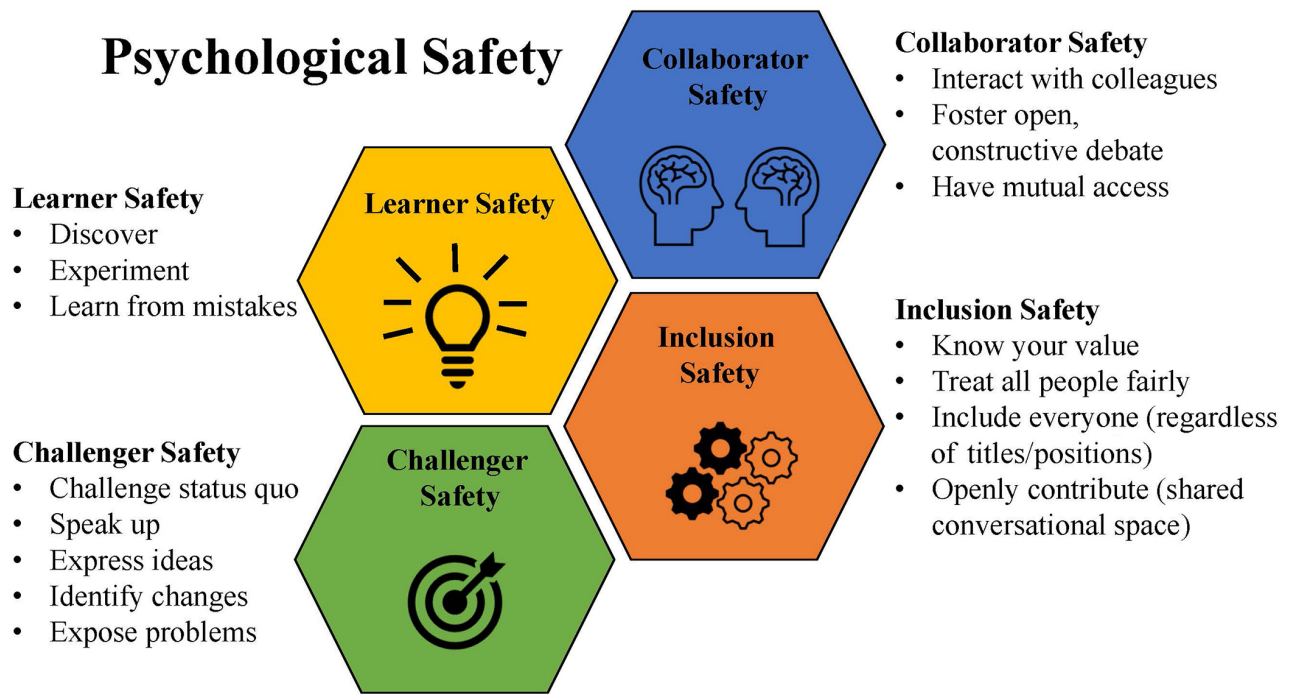 Psychological Safety
Collaborator
Safety
Collaborator Safety
• Interact with colleagues
• Foster open,
constructive debate
• Have mutual access
Learner Safety
• Discover
• Experiment
• Learn from mistakes
Learner Safety
Inclusion
Safety
Inclusion Safety
• Know your value
• Treat all people fairly
• Include everyone (regardless
of titles/positions)
• Openly contribute (shared
conversational space)
Challenger Safety
• Challenge status quo
• Speak up
• Express ideas
• Identify changes
• Expose problems
Challenger
Safety